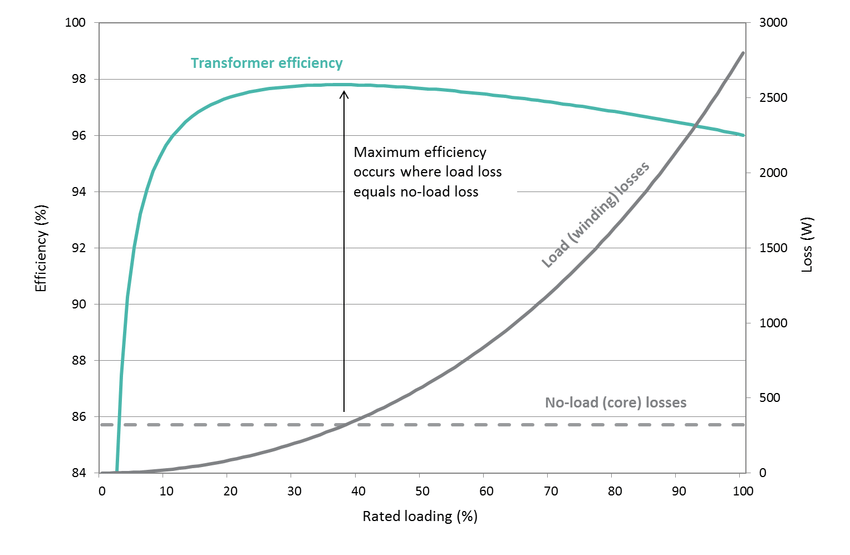 100
98
96
94
92
90
88
86
84
Efficiency (%)
3000
2500
2000
1500
1000
500
0
Loss (W)
Transformer efficiency
Maximum efficiency
occurs where load loss
equals no-load loss
Load (winding) losses
No-load (core) losses
0 10 20 30 40 50 60 70 80 90 100
Rated loading (%)